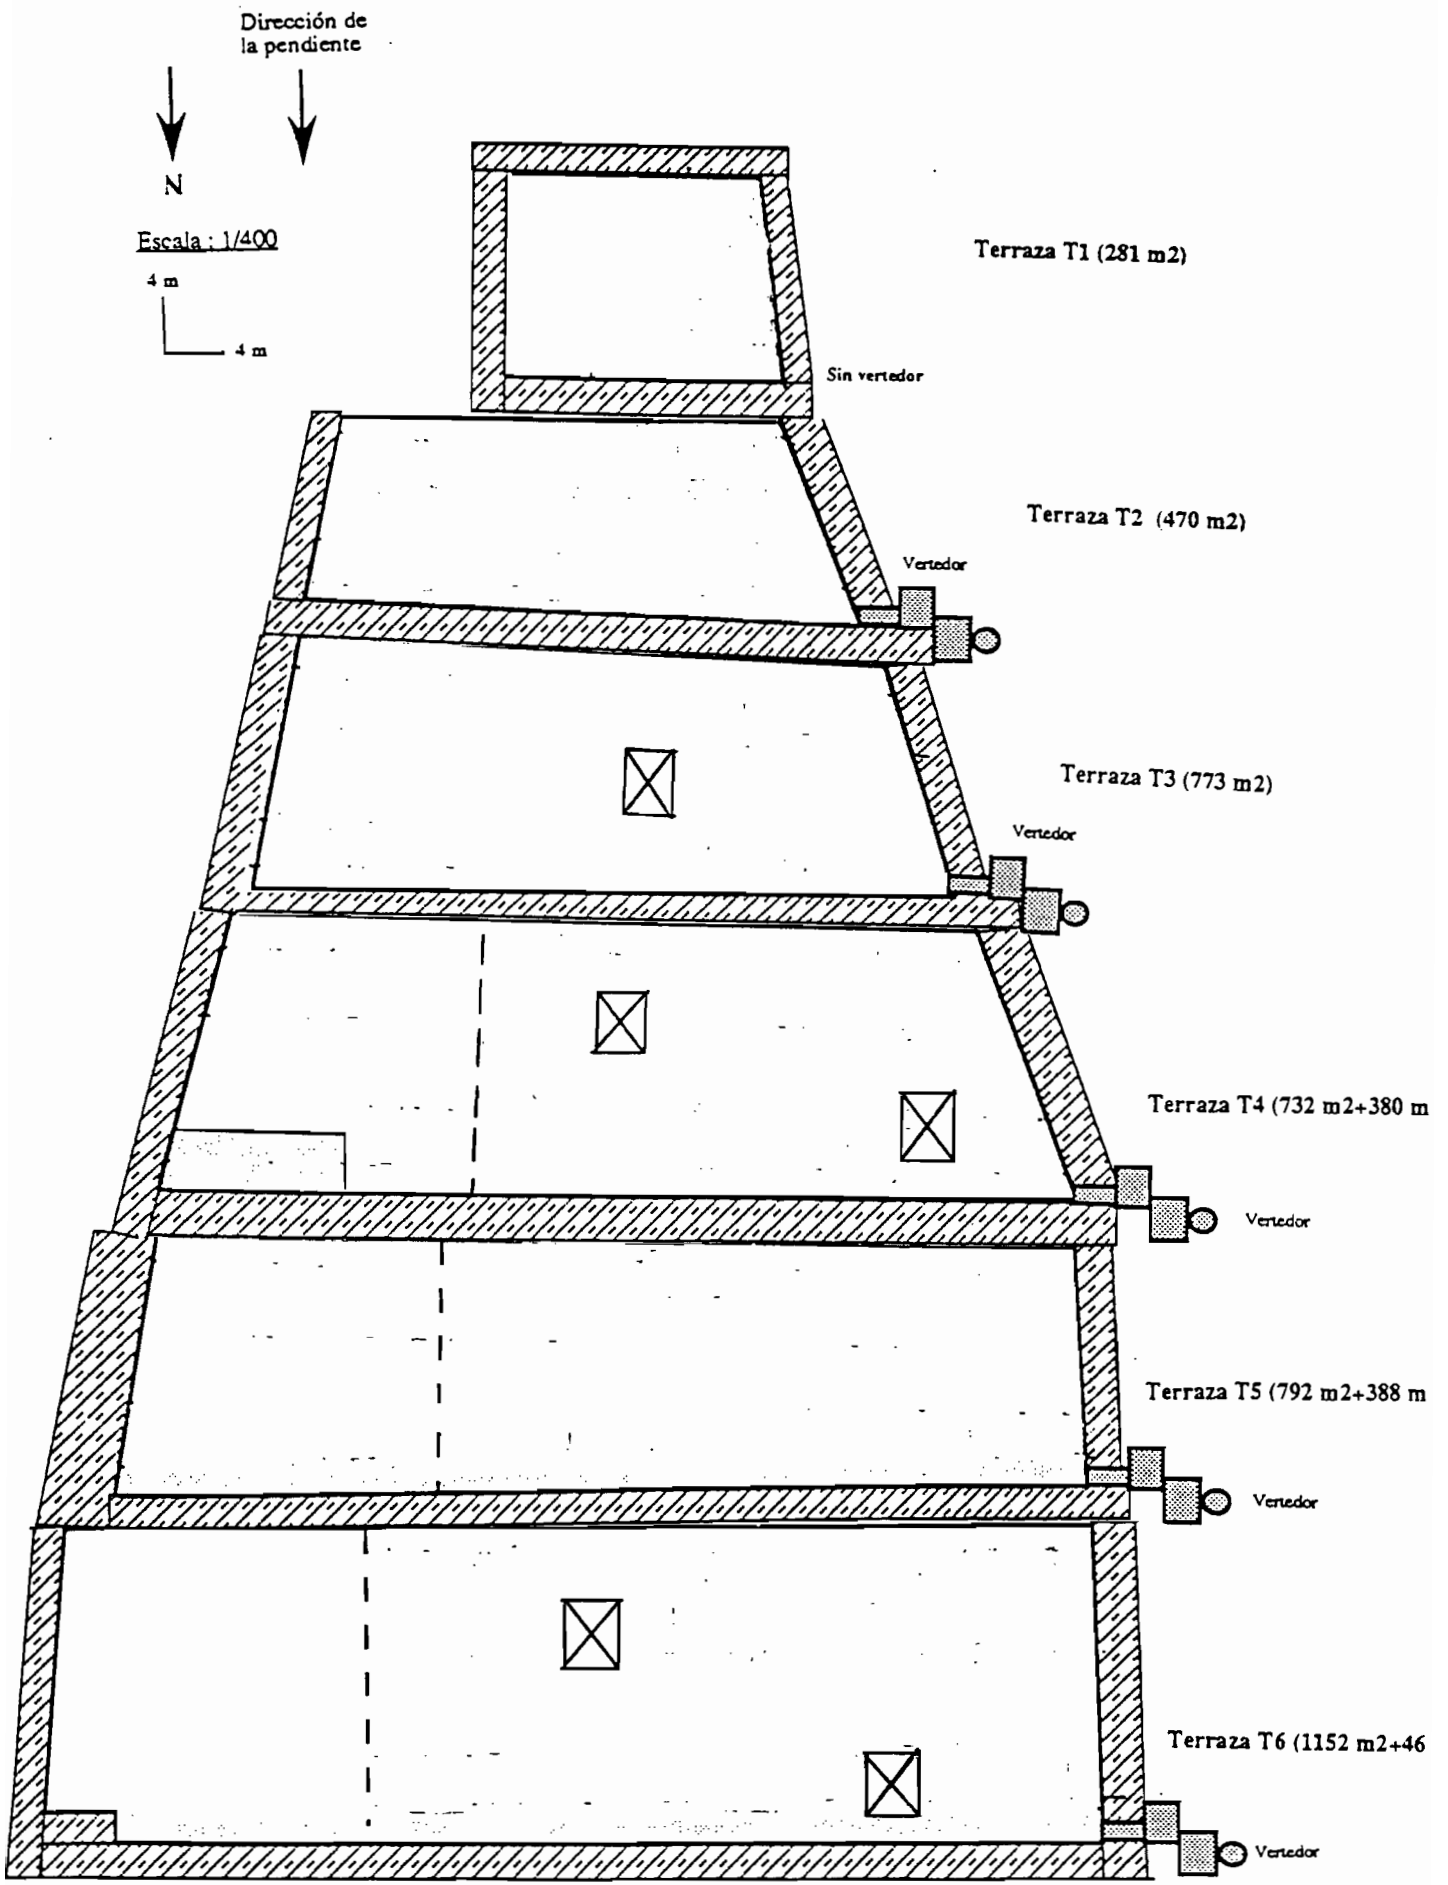 Dirección de
la pendiente
N
Escala : 1/400
4 m
4 m
Terraza T1 (281 m2)
Sin vertedor
Terraza T2 (470 m2)
Vertedor
Terraza T3 (773 m2)
Vertedor
Terraza T4 (732 m2+380 m
Vertedor
Terraza T5 (792 m2+388 m
Vertedor
Terraza T6 (1152 m2+46
Vertedor